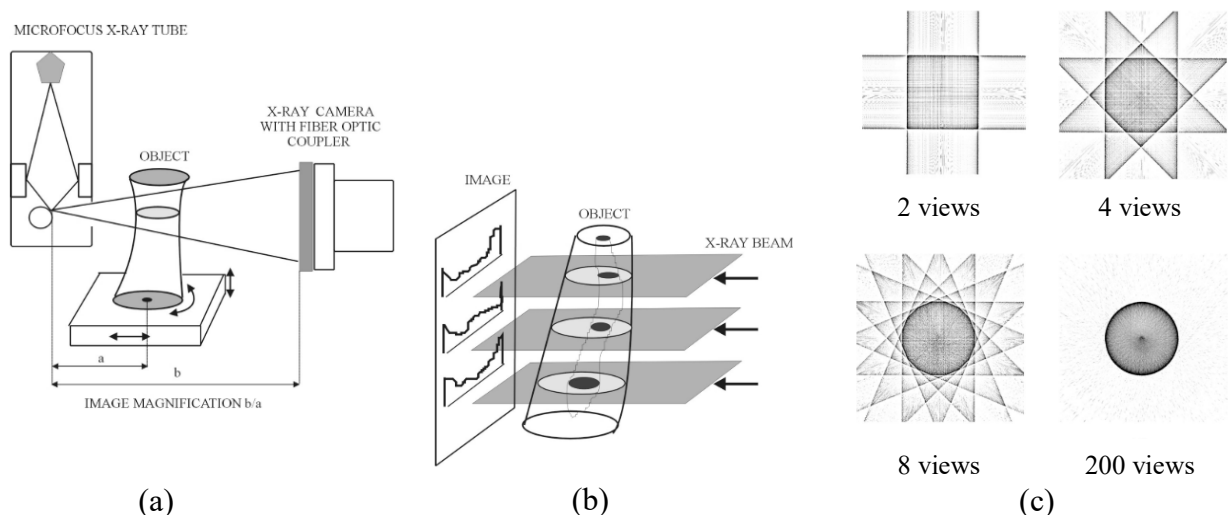 MICROFOCUS X-RAY TUBE
X-RAY CAMERA
WITH FIBER OPTIC
COUPLER
OBJECT
a
b
IMAGE MAGNIFICATION b/a
(a)
IMAGE
OBJECT
X-RAY BEAM
(b)
2 views
4 views
8 views
200 views
(c)